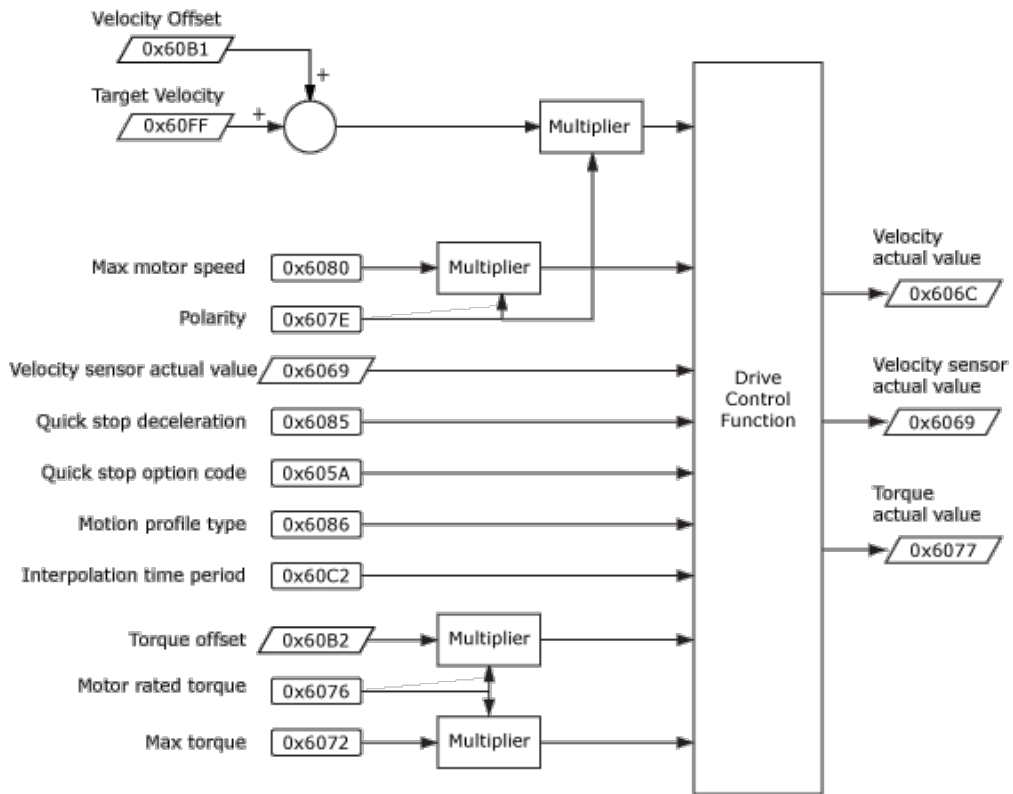 Velocity Offset
0x60B1
+
Target Velocity
+
0x60FF
Multiplier
Max motor speed
0x6080
Multiplier
Polarity
0x607E
Velocity sensor actual value
0x6069
Quick stop deceleration
0x6085
Quick stop option code
0x605A
Motion profile type
0x6086
Interpolation time period
0x60C2
Torque offset
0x60B2
Multiplier
Motor rated torque
0x6076
Max torque
0x6072
Multiplier
Drive
Control
Function
Velocity
actual value
0x606C
Velocity sensor
actual value
0x6069
Torque
actual value
0x6077